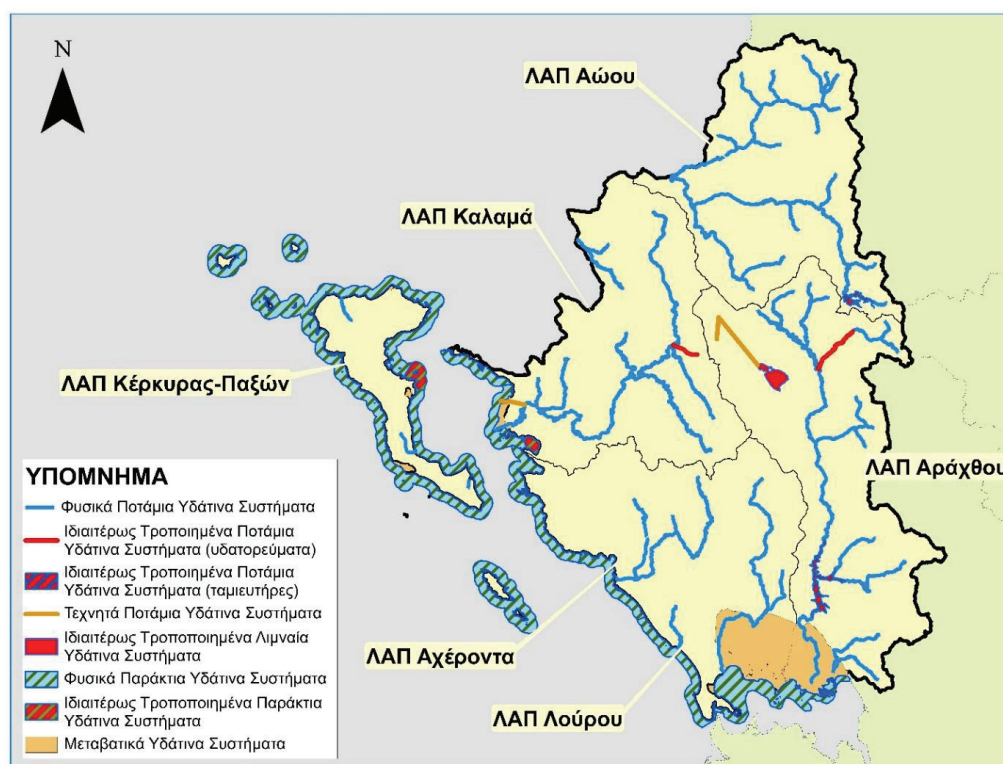 N
ΛΑΠ Αώου
ΛΑΠ Καλαμά
ΛΑΠ Κέρκυρας-Παξών
ΛΑΠ Αράχθου
ΛΑΠ Αχέροντα
ΛΑΠ Λούρου
ΥΠΟΜΝΗΜΑ
Φυσικά Ποτάμια Υδάτινα Συστήματα
Ιδιαιτέρως Τροποιημένα Ποτάμια
Υδάτινα Συστήματα (υδατορεύματα)
Ιδιαιτέρως Τροποιημένα Ποτάμια
Υδάτινα Συστήματα (ταμιευτήρες)
Τεχνητά Ποτάμια Υδάτινα Συστήματα
Ιδιαιτέρως Τροποποιημένα Λιμναία
Υδάτινα Συστήματα
Φυσικά Παράκτια Υδάτινα Συστήματα
Ιδιαιτέρως Τροποποιημένα Παράκτια
Υδάτινα Συστήματα
Μεταβατικά Υδάτινα Συστήματα